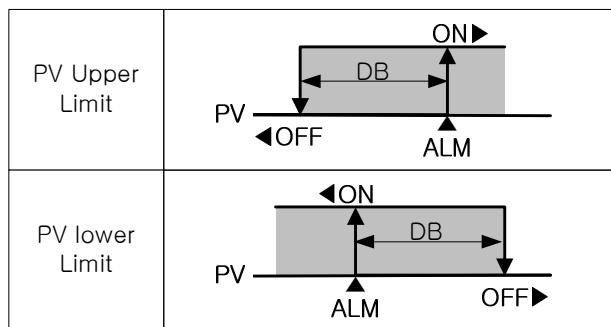 PV Upper
Limit
ON▶
DB
PV
◀OFF
ALM
PV lower
Limit
◀ON
DB
PV
ALM
OFF▶